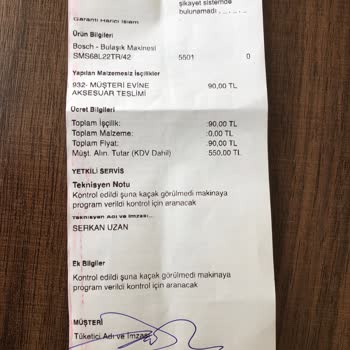 şikayet sistemde
bulunamadı . . . . .
Garanti Harici İşlem
Ürün Bilgileri
Bosch - Bulaşık Makinesi
SMS68L22TR/42 5501 0
Yapılan Malzemesiz İşçilikler
932- MÜŞTERİ EVİNE 90,00 TL
AKSESUAR TESLİMİ
Ücret Bilgileri
Toplam İşçilik: :90,00 TL
Toplam Malzeme: :0,00 TL
Toplam Fiyat: :90,00 TL
Müşt. Alın. Tutar (KDV Dahil) 550,00 TL
YETKİLİ SERVİS
Teknisyen Notu
Kontrol edildi şuna kaçak görülmedi makinaya
program verildi kontrol için aranacak
Teknisyen Adı ve İmzası...
SERKAN UZAN
Ek Bilgiler
Kontrol edildi şuna kaçak görülmedi makinaya
program verildi kontrol için aranacak
MÜŞTERİ
Tüketici Adı ve İmzası